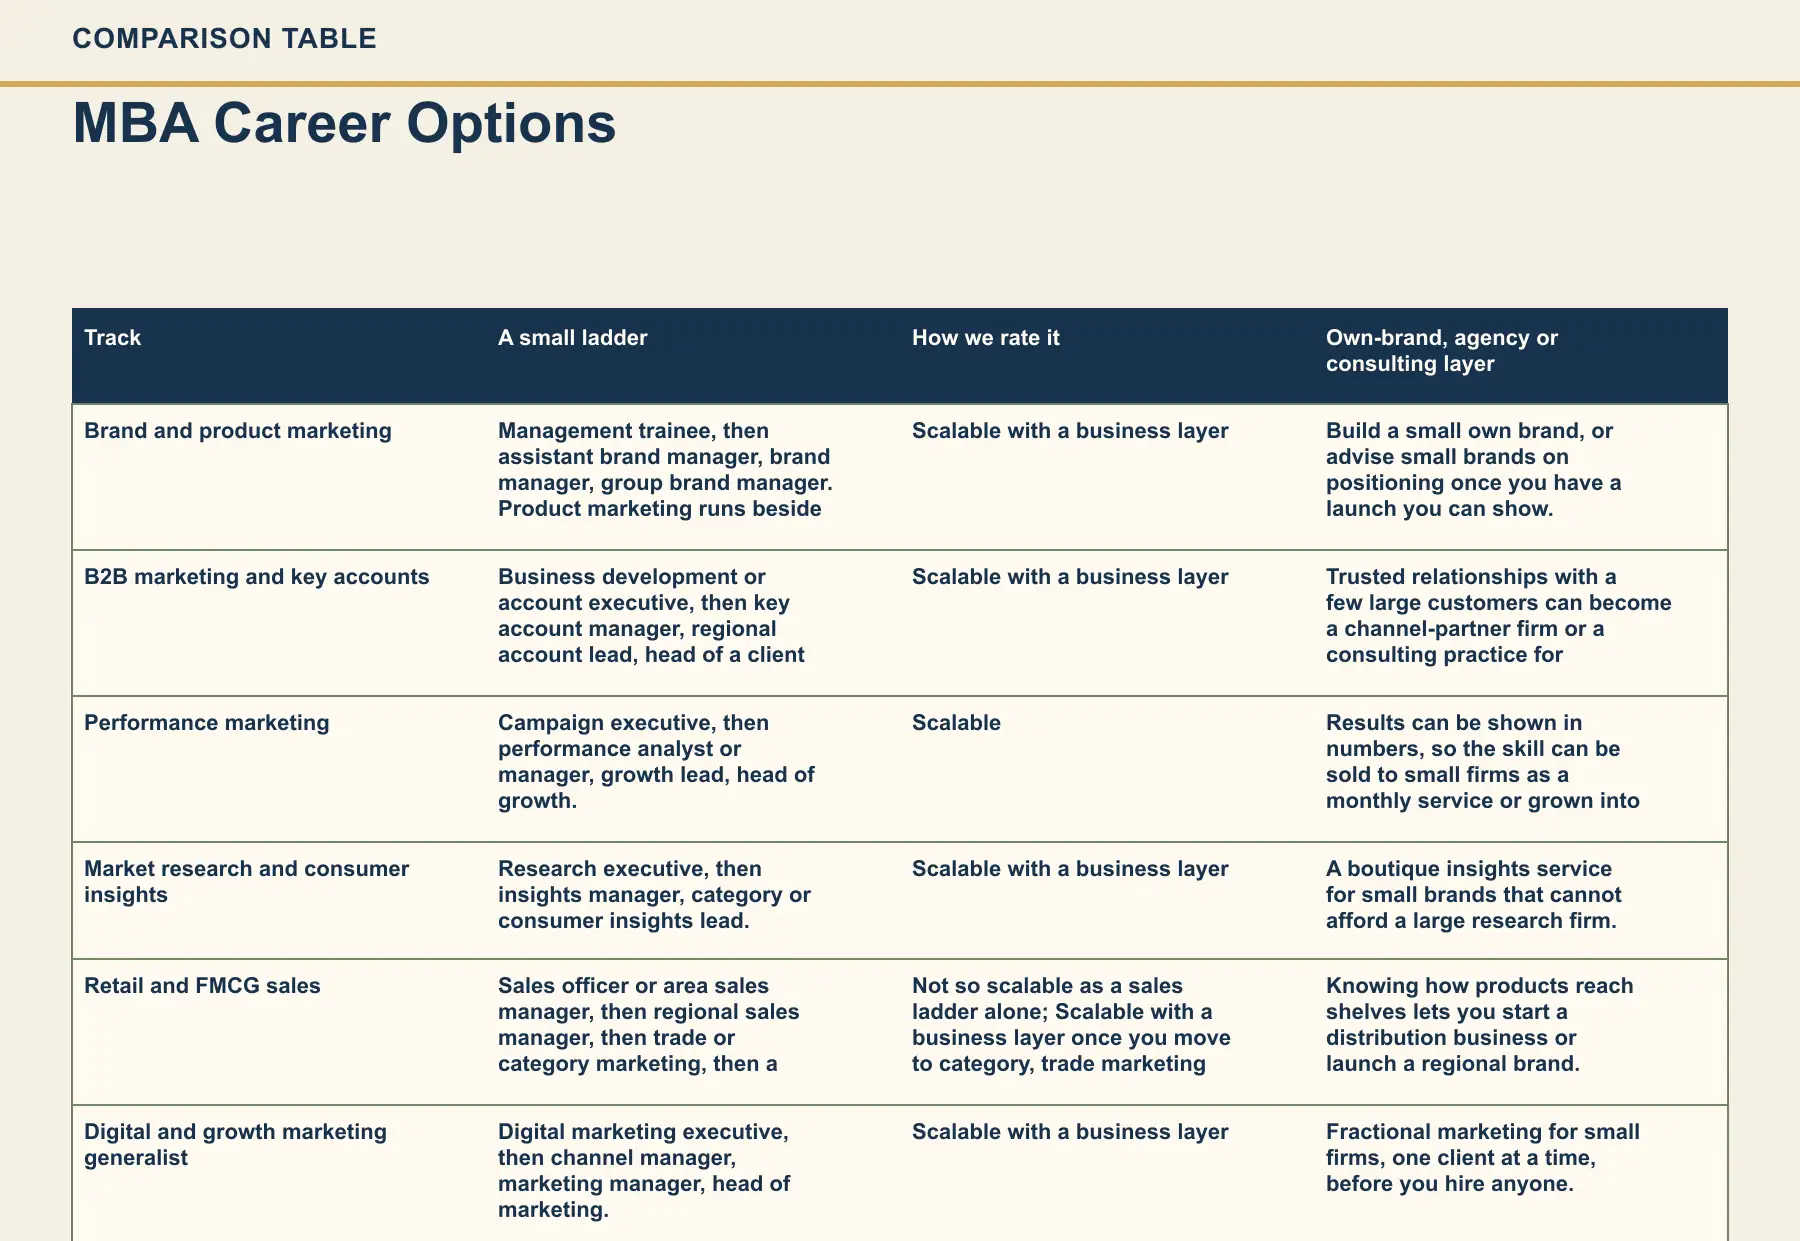 COMPARISON TABLE
MBA Career Options
Track
A small ladder
How we rate it
Own-brand, agency or
consulting layer
Brand and product marketing
Management trainee, then
assistant brand manager, brand
manager, group brand manager.
Product marketing runs beside
Scalable with a business layer
Build a small own brand, or
advise small brands on
positioning once you have a
launch you can show.
B2B marketing and key accounts
Business development or
account executive, then key
account manager, regional
account lead, head of a client
Scalable with a business layer
Trusted relationships with a
few large customers can become
a channel-partner firm or a
consulting practice for
Performance marketing
Campaign executive, then
performance analyst or
manager, growth lead, head of
growth.
Scalable
Results can be shown in
numbers, so the skill can be
sold to small firms as a
monthly service or grown into
Market research and consumer
insights
Research executive, then
insights manager, category or
consumer insights lead.
Scalable with a business layer
A boutique insights service
for small brands that cannot
afford a large research firm.
Retail and FMCG sales
Sales officer or area sales
manager, then regional sales
manager, then trade or
category marketing, then a
Not so scalable as a sales
ladder alone; Scalable with a
business layer once you move
to category, trade marketing
Knowing how products reach
shelves lets you start a
distribution business or
launch a regional brand.
Digital and growth marketing
generalist
Digital marketing executive,
then channel manager,
marketing manager, head of
marketing.
Scalable with a business layer
Fractional marketing for small
firms, one client at a time,
before you hire anyone.